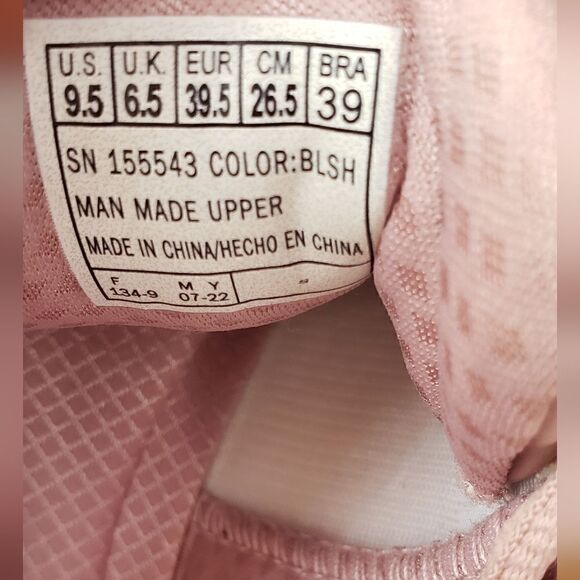 U.S. U.K. EUR CM BRA
9.5 6.5 39.5 26.5 39
SN 155543 COLOR:BLSH
MAN MADE UPPER
MADE IN CHINA/HECHO EN CHINA
F M Y
134-9 07-22